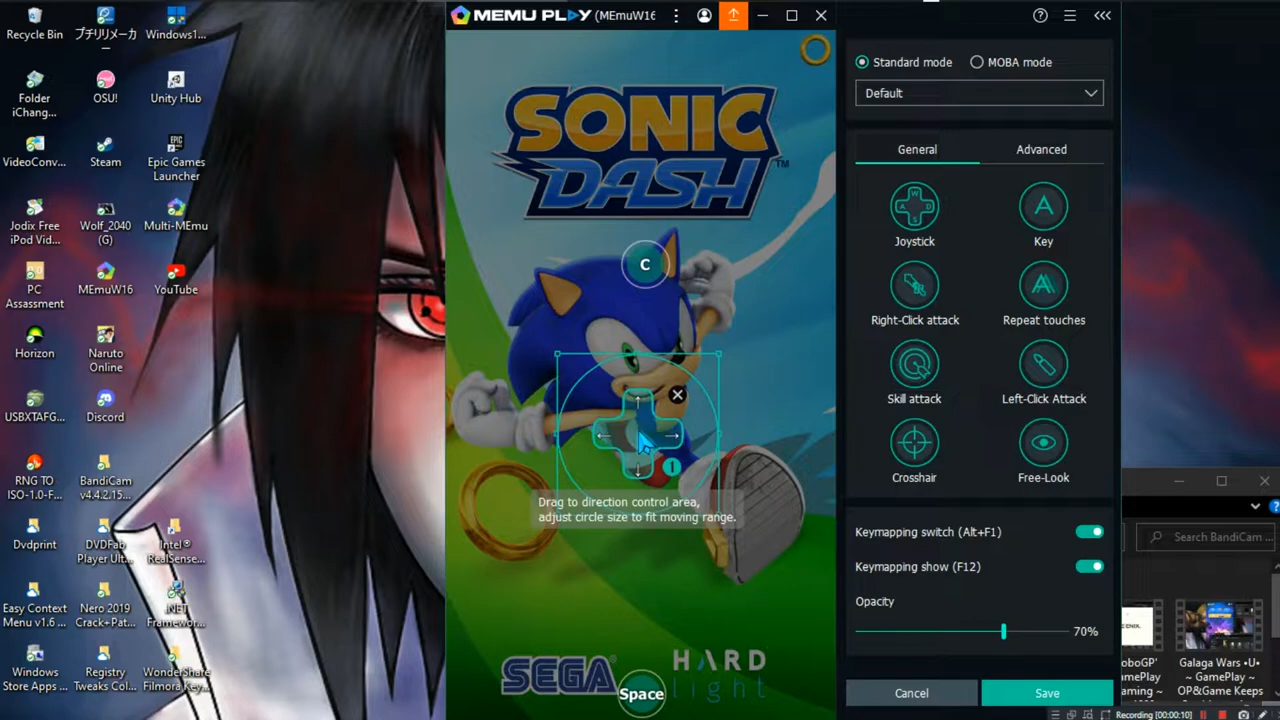 Recycle Bin
プチリリメーカー
Windows1...
Folder
iChang...
OSU!
Unity Hub
VideoConv...
Steam
Epic Games
Launcher
Jodix Free
iPod Vid...
Wolf_2040
(G)
Multi-MEmu
PC
Assassment
MEmuW16
YouTube
Horizon
Naruto
Online
USBXTAFG...
Discord
RNG TO
ISO-1.0-F...
BandiCam
v4.4.2.15...
Dvdprint
DVDFab
Player Ult...
Intel®
RealSense...
Easy Context
Menu v1.6 ...
Nero 2019
Crack+Pat...
.NET
Framewor...
Windows
Store Apps ...
Registry
Tweaks Col...
WonderShare
Filmora Key...
MEMU PLAY (MEmuW16
SONIC
DASH™
C
Drag to direction control area,
adjust circle size to fit moving range.
SEGA®
HARD
light
Space
Standard mode
MOBA mode
Default
General
Advanced
W
A
D
S
A
Joystick
Key
Right-Click attack
Repeat touches
Skill attack
Left-Click Attack
Crosshair
Free-Look
Keymapping switch (Alt+F1)
Keymapping show (F12)
Opacity
70%
Cancel
Save
Search BandiCam ...
Galaga Wars •U•
~ GamePlay ~
OP&Game Keeps
Recording [00:00:10]